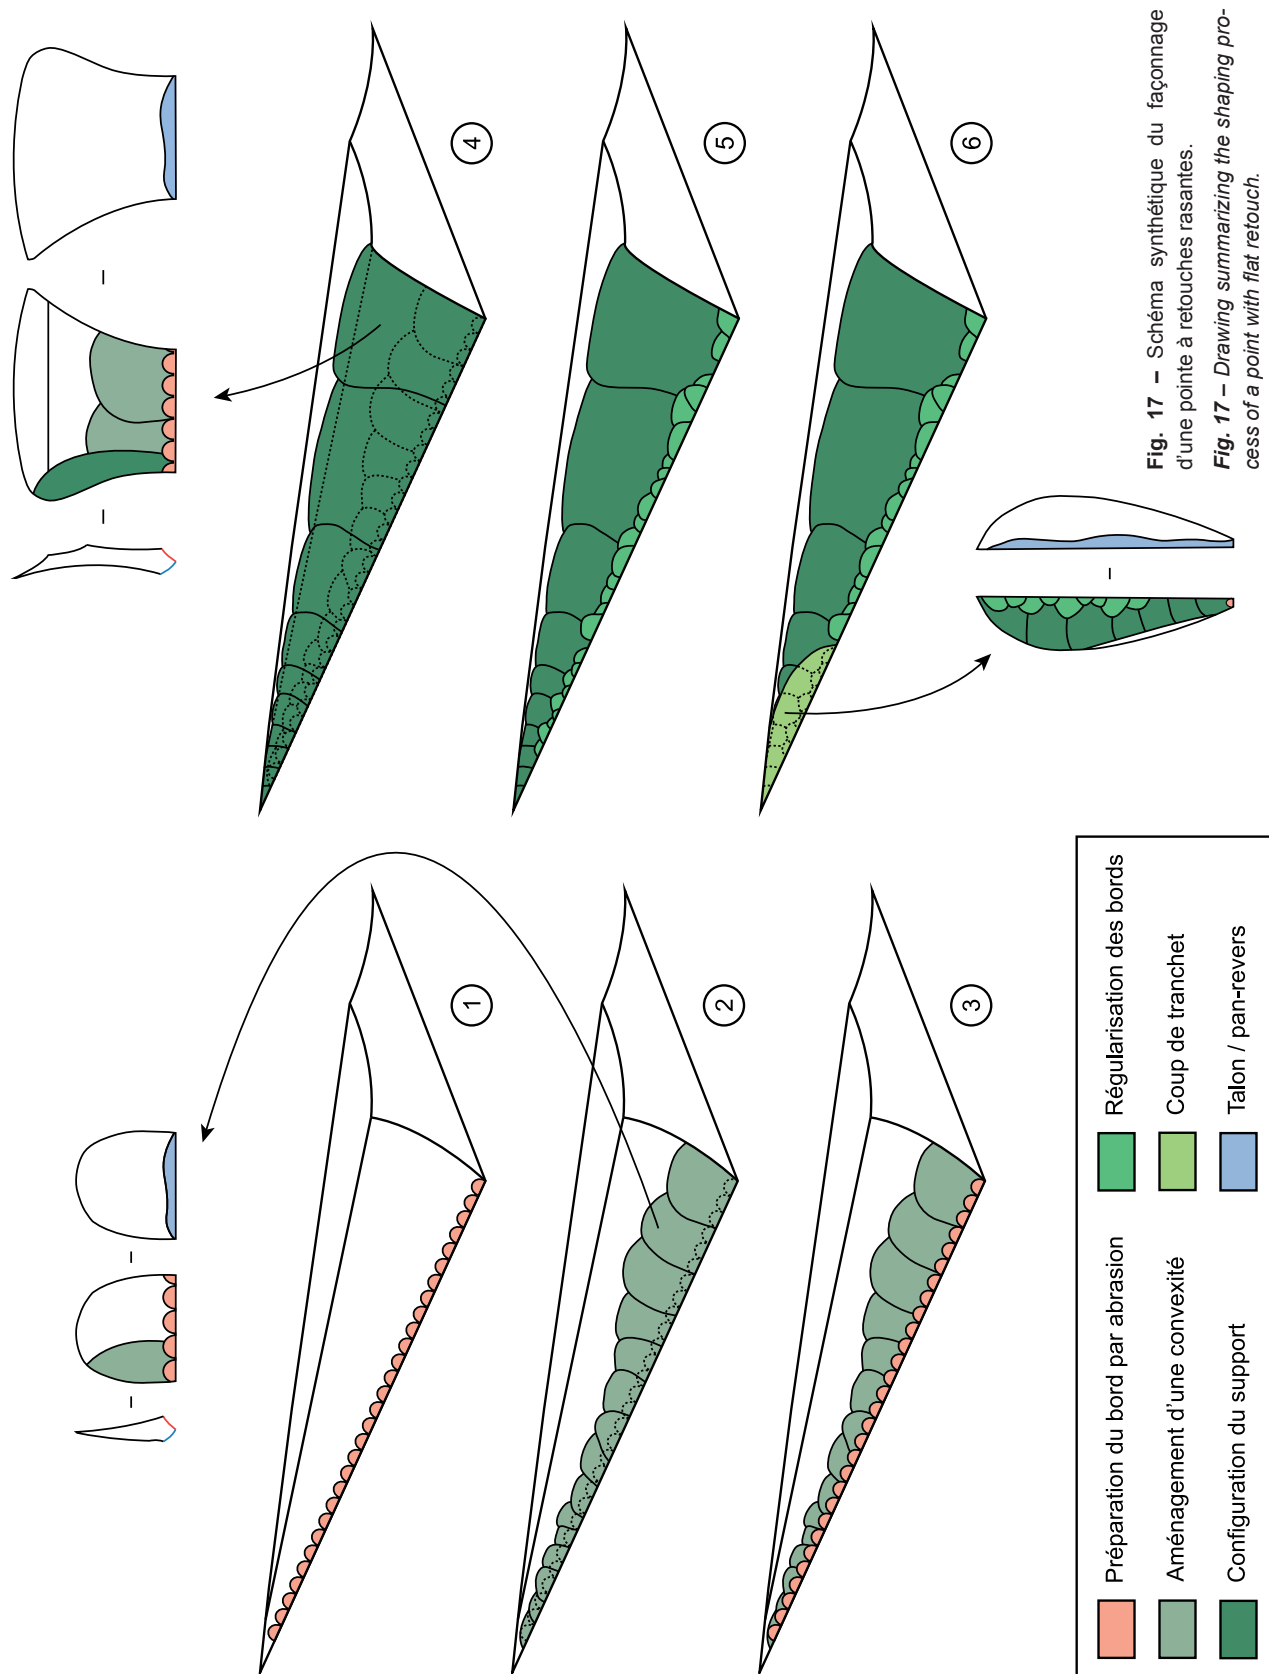 1
2
3
4
5
6
Préparation du bord par abrasion
Aménagement d'une convexité
Configuration du support
Régularisation des bords
Coup de tranchet
Talon / pan-revers
Fig. 17 – Schéma synthétique du façonnage
d'une pointe à retouches rasantes.
Fig. 17 – Drawing summarizing the shaping pro-
cess of a point with flat retouch.